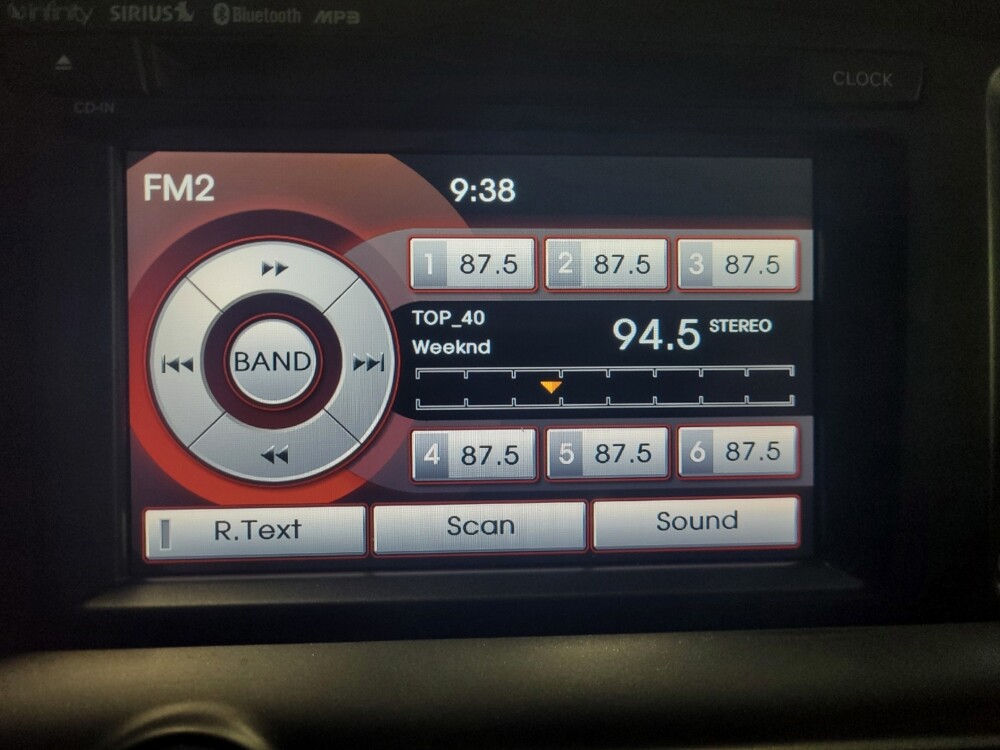 infinity SIRIUS Bluetooth MP3
CLOCK
CD-IN
FM2 9:38
1 87.5 2 87.5 3 87.5
TOP_40
Weeknd
94.5 STEREO
BAND
4 87.5 5 87.5 6 87.5
R.Text Scan Sound